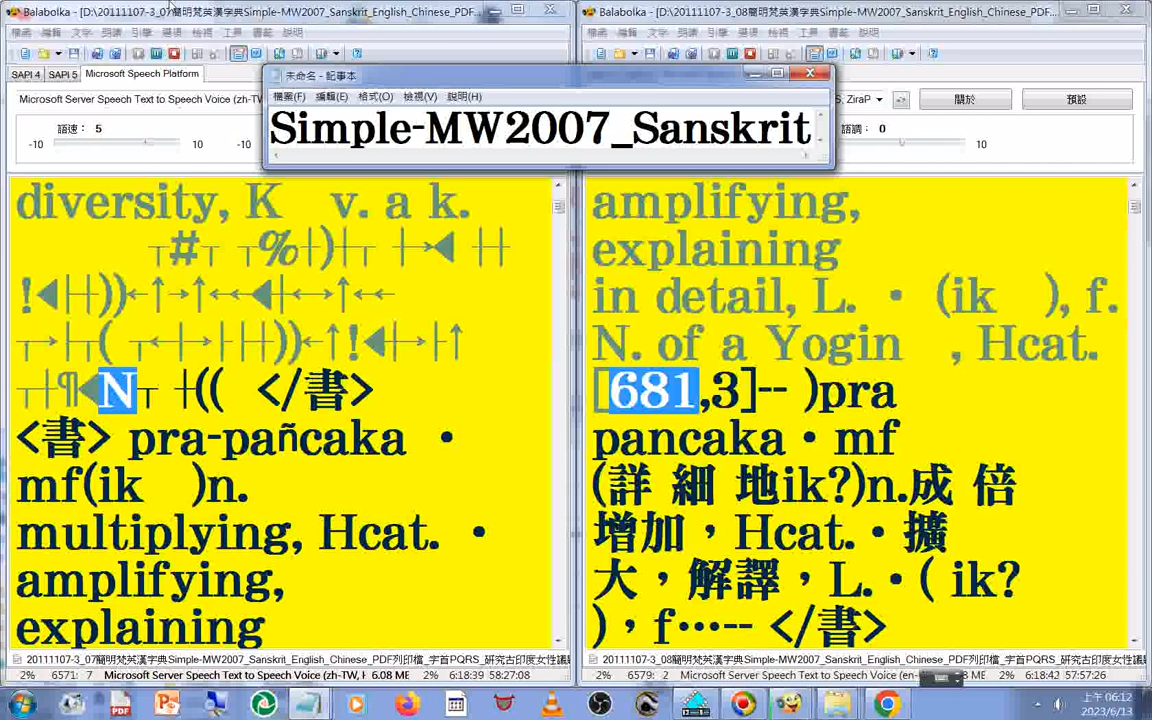 Balabolka - [D:\20111107-3_07簡明梵英漢字典Simple-MW2007_Sanskrit_English_Chinese_PDF...
Balabolka - [D:\20111107-3_08簡明梵英漢字典Simple-MW2007_Sanskrit_English_Chinese_PDF...
SAPI 4 SAPI 5 Microsoft Speech Platform
Microsoft Server Speech Text to Speech Voice (zh-TW,
語速： 5
-10 10 -10
未命名 - 記事本
檔案(F) 編輯(E) 格式(O) 檢視(V) 說明(H)
Simple-MW2007_Sanskrit
, ZiraP 關於 預設
語調： 0
10
diversity, K v. a k.
┬#┬ ┬%┼)┼┬ ┼→◀ ┼┼
!◀┼┼))←↑→↑←←◀┼←→↑←←
┬→┼┬( ┬←┼→┼┼┼))←↑!◀┼→┼↑
┬┼¶◀N┬ ┼(( </書>
<書> pra-pañcaka •
mf(ik )n.
multiplying, Hcat. •
amplifying,
explaining
amplifying,
explaining
in detail, L. • (ik ), f.
N. of a Yogin , Hcat.
[681,3]-- )pra
pancaka • mf
(詳 細 地ik?)n.成 倍
增加，Hcat.• 擴
大，解譯，L.•( ik?
)，f…-- </書>
20111107-3_07簡明梵英漢字典Simple-MW2007_Sanskrit_English_Chinese_PDF列印檔_字首PQRS_研究古印度女性議
20111107-3_08簡明梵英漢字典Simple-MW2007_Sanskrit_English_Chinese_PDF列印檔_字首PQRS_研究古印度女性議
2% 6571: 7 Microsoft Server Speech Text to Speech Voice (zh-TW, 6.08 ME 2% 6:18:39 58:27:08
2% 6579: 2 Microsoft Server Speech Text to Speech Voice (zh-TW, ME 2% 6:18:39 57:57:26
上午 06:12
2023/6/13